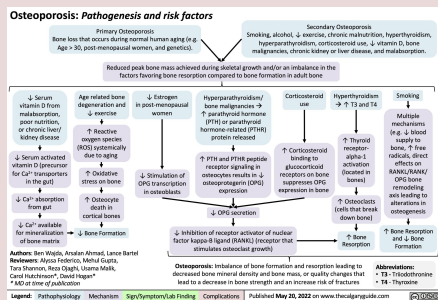 Osteoporosis: Pathogenesis and risk factors
Primary Osteoporosis
Bone loss that occurs during normal human aging (e.g.
Age > 30, post-menopausal women, and genetics).
Secondary Osteoporosis
Smoking, alcohol, ↓ exercise, chronic malnutrition, hyperthyroidism,
hyperparathyroidism, corticosteroid use, ↓ vitamin D, bone
malignancies, chronic kidney or liver disease, and malabsorption.
Reduced peak bone mass achieved during skeletal growth and/or an imbalance in the
factors favoring bone resorption compared to bone formation in adult bone
↓ Serum
vitamin D from
malabsorption,
poor nutrition,
or chronic liver/
kidney disease
↓ Serum activated
vitamin D (precursor
for Ca²⁺ transporters
in the gut)
↓ Ca²⁺ absorption
from gut
↓ Ca²⁺ available
for mineralization
of bone matrix
Age related bone
degeneration and
↓ exercise
↑ Reactive
oxygen species
(ROS) systemically
due to aging
↑ Oxidative
stress on bone
↑ Osteocyte
death in
cortical bones
↓ Bone Formation
↓ Estrogen
in post-menopausal
women
↓ Stimulation of
OPG transcription
in osteoblasts
Hyperparathyroidism/
bone malignancies →
↑ parathyroid hormone
(PTH) or parathyroid
hormone-related (PTHR)
protein released
↑ PTH and PTHR peptide
receptor signaling in
osteocytes results in ↓
osteoprotegerin (OPG)
expression
Corticosteroid
use
↑ Corticosteroid
binding to
glucocorticoid
receptors on bone
suppresses OPG
expression in bone
↓ OPG secretion
↓ Inhibition of receptor activator of nuclear
factor kappa-B ligand (RANKL) (receptor that
stimulates osteoclast growth)
Hyperthyroidism
→ ↑ T3 and T4
↑ Thyroid
receptor-
alpha-1
activation
(located in
bones)
↑ Osteoclasts
(cells that break
down bone)
↑ Bone
Resorption
Smoking
Multiple
mechanisms
(e.g. ↓ blood
supply to
bone, ↑ free
radicals, direct
effects on
RANKL/RANK/
OPG bone
remodeling
axis leading to
alterations in
osteogenesis
↑ Bone Resorption
and ↓ Bone
Formation
Authors: Ben Wajda, Arsalan Ahmad, Lance Bartel
Reviewers: Alyssa Federico, Mehul Gupta,
Tara Shannon, Reza Ojaghi, Usama Malik,
Carol Hutchinson*, David Hogan*
* MD at time of publication
Osteoporosis: Imbalance of bone formation and resorption leading to
decreased bone mineral density and bone mass, or quality changes that
lead to a decrease in bone strength and an increase risk of fractures
Abbreviations:
• T3 - Triiodothyronine
• T4 - Thyroxine
Legend: Pathophysiology Mechanism Sign/Symptom/Lab Finding Complications Published May 20, 2022 on www.thecalgaryguide.com